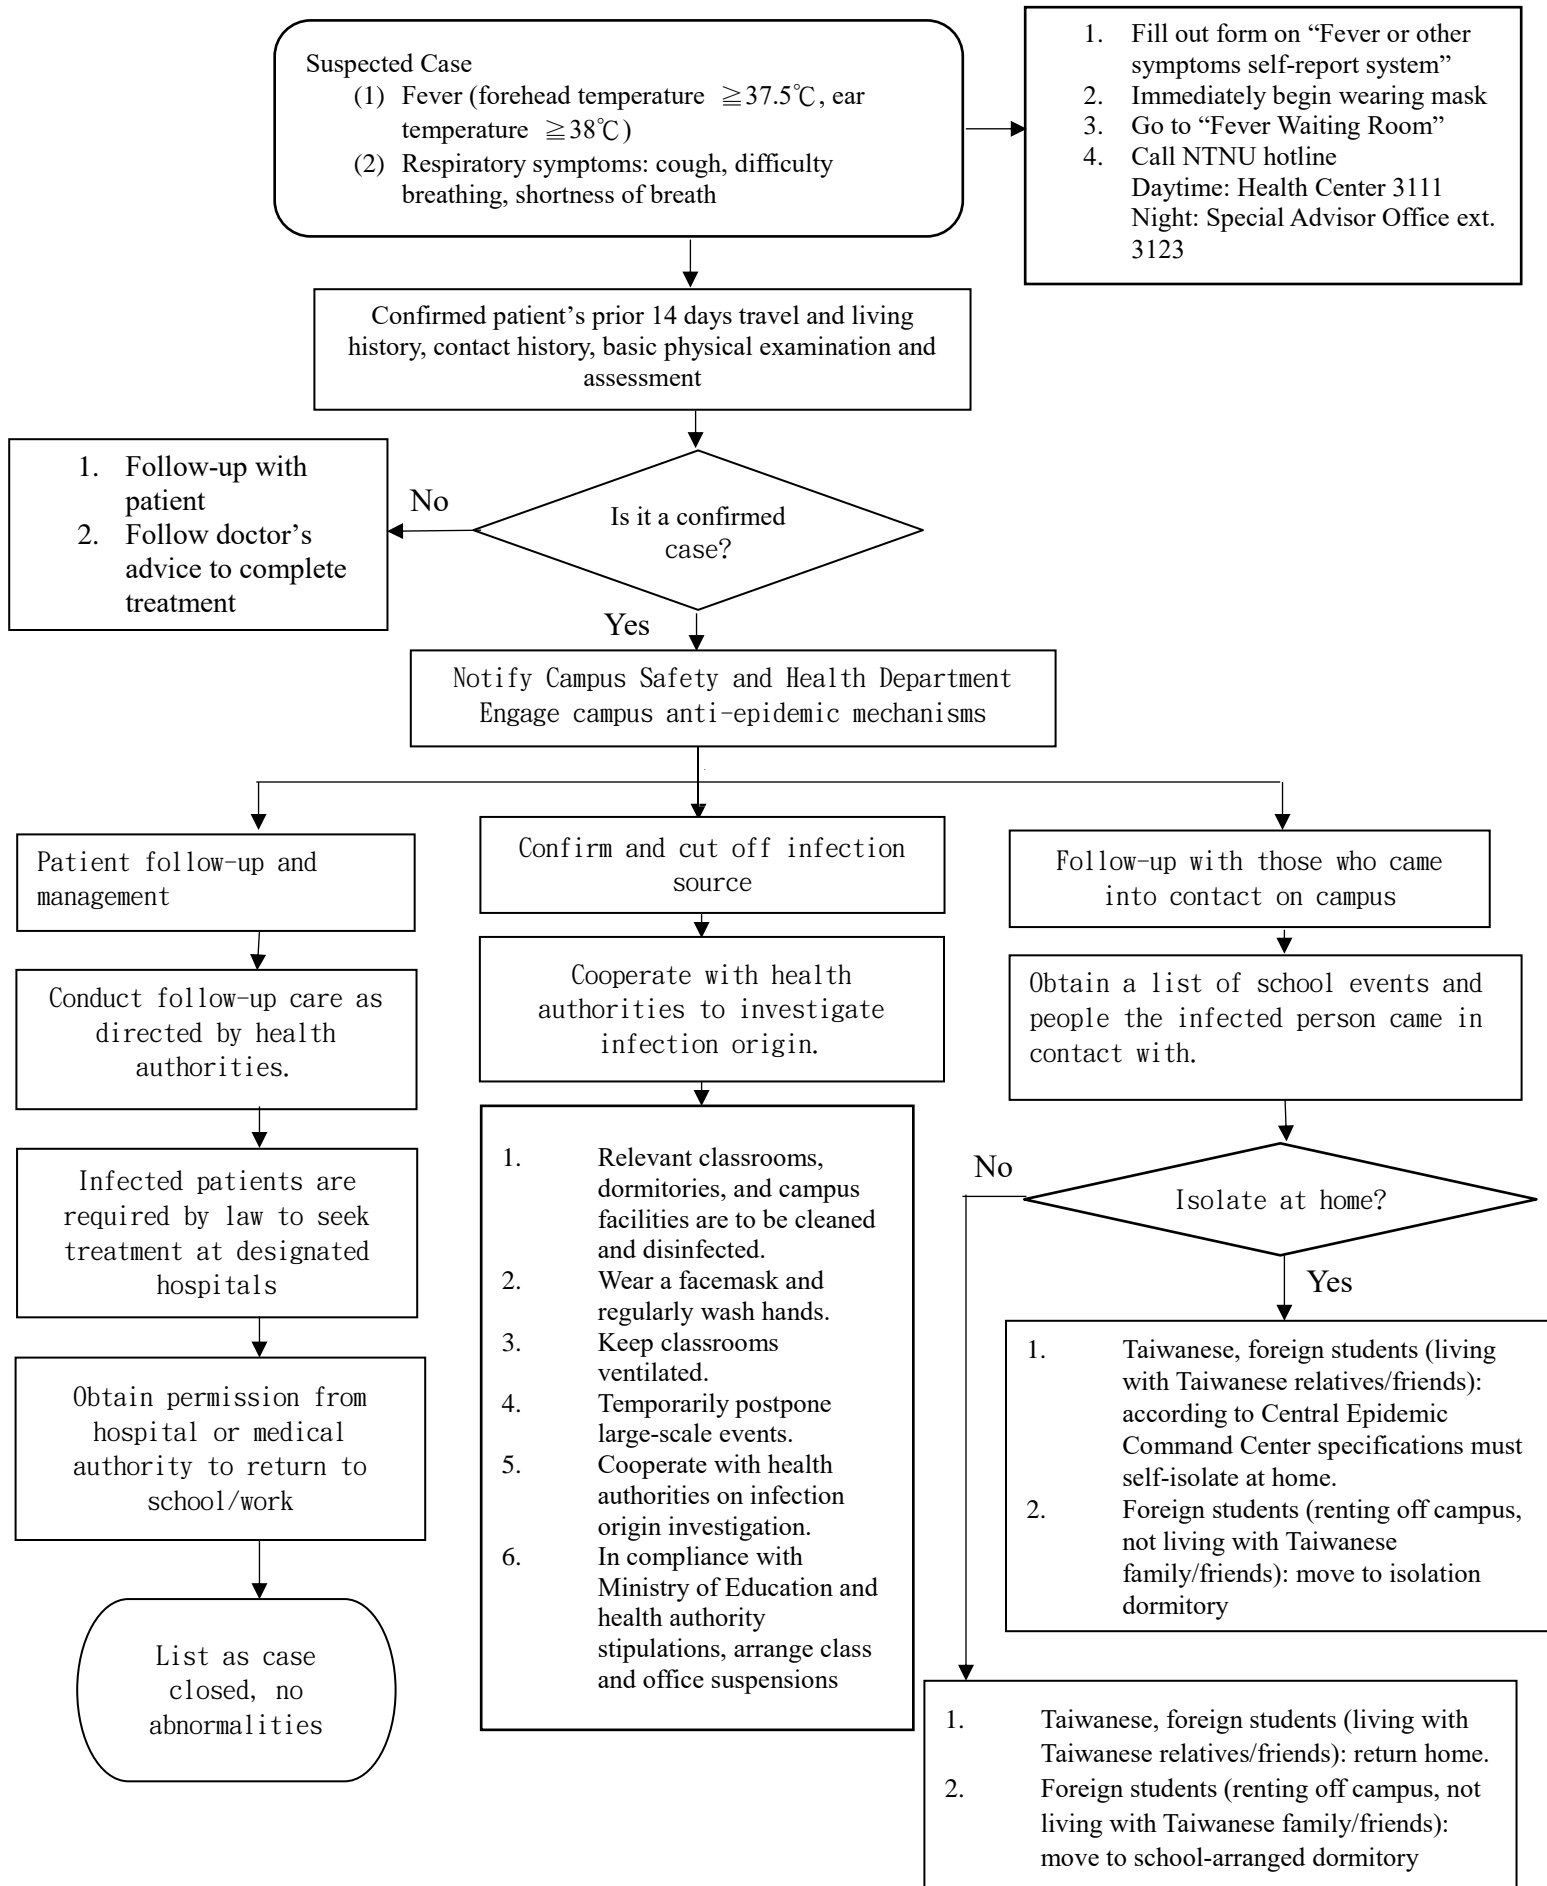 Suspected Case
(1) Fever (forehead temperature ≧37.5℃, ear
temperature ≧38℃)
(2) Respiratory symptoms: cough, difficulty
breathing, shortness of breath
1. Fill out form on “Fever or other
symptoms self-report system”
2. Immediately begin wearing mask
3. Go to “Fever Waiting Room”
4. Call NTNU hotline
Daytime: Health Center 3111
Night: Special Advisor Office ext.
3123
Confirmed patient’s prior 14 days travel and living
history, contact history, basic physical examination and
assessment
Is it a confirmed
case?
No
1. Follow-up with
patient
2. Follow doctor’s
advice to complete
treatment
Yes
Notify Campus Safety and Health Department
Engage campus anti-epidemic mechanisms
Patient follow-up and
management
Conduct follow-up care as
directed by health
authorities.
Infected patients are
required by law to seek
treatment at designated
hospitals
Obtain permission from
hospital or medical
authority to return to
school/work
List as case
closed, no
abnormalities
Confirm and cut off infection
source
Cooperate with health
authorities to investigate
infection origin.
1. Relevant classrooms,
dormitories, and campus
facilities are to be cleaned
and disinfected.
2. Wear a facemask and
regularly wash hands.
3. Keep classrooms
ventilated.
4. Temporarily postpone
large-scale events.
5. Cooperate with health
authorities on infection
origin investigation.
6. In compliance with
Ministry of Education and
health authority
stipulations, arrange class
and office suspensions
Follow-up with those who came
into contact on campus
Obtain a list of school events and
people the infected person came in
contact with.
Isolate at home?
No
Yes
1. Taiwanese, foreign students (living
with Taiwanese relatives/friends):
according to Central Epidemic
Command Center specifications must
self-isolate at home.
2. Foreign students (renting off campus,
not living with Taiwanese
family/friends): move to isolation
dormitory
1. Taiwanese, foreign students (living with
Taiwanese relatives/friends): return home.
2. Foreign students (renting off campus, not
living with Taiwanese family/friends):
move to school-arranged dormitory